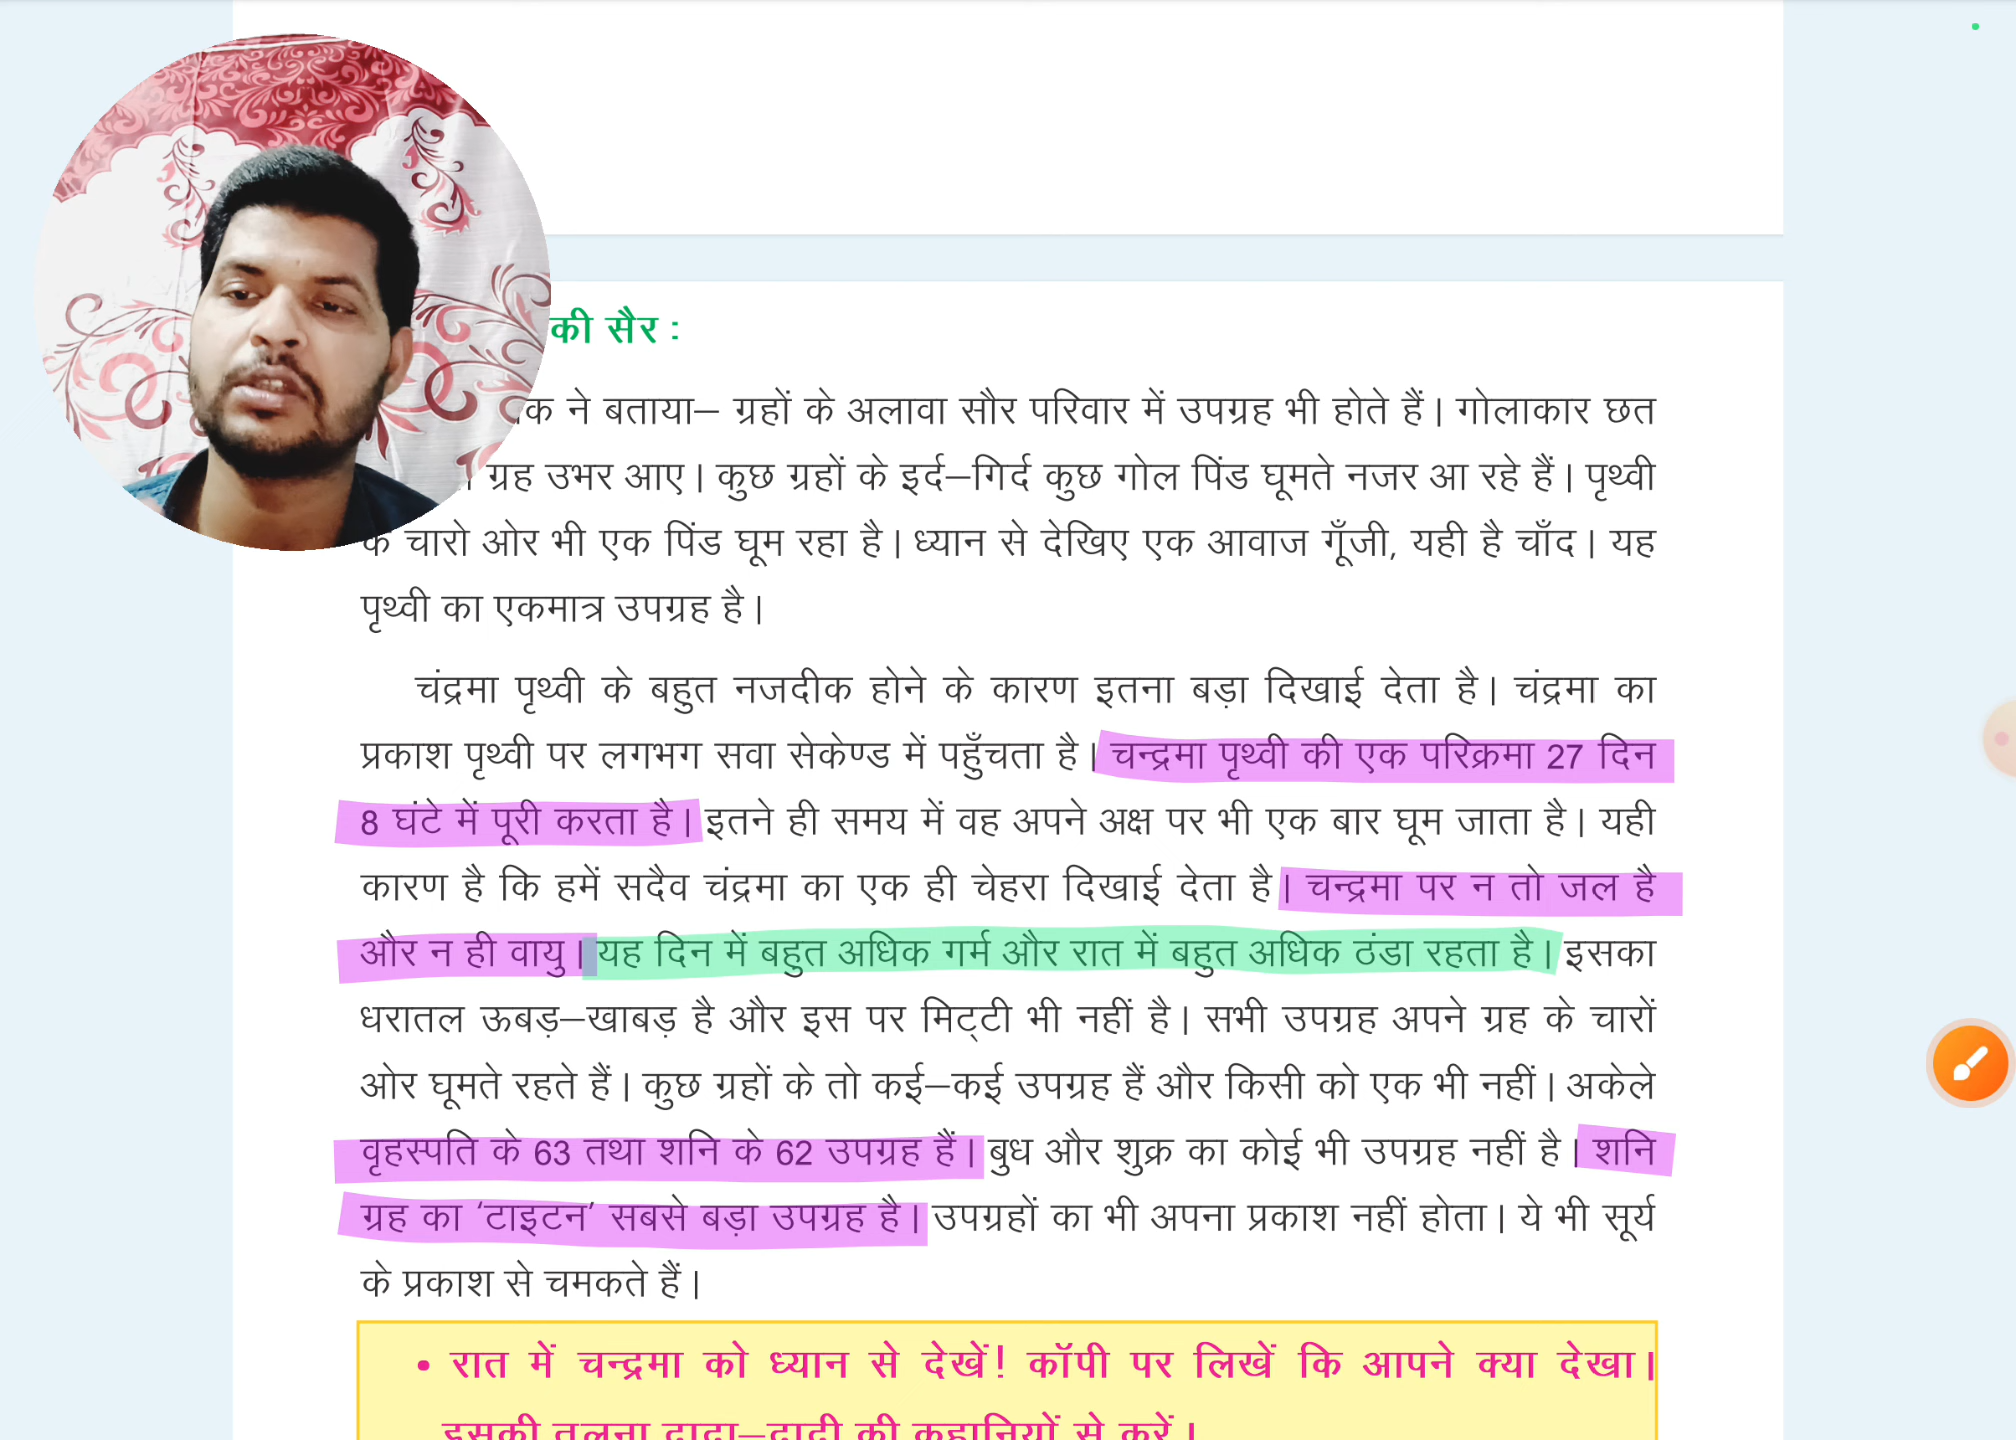 की सैर :
ने बताया– ग्रहों के अलावा सौर परिवार में उपग्रह भी होते हैं। गोलाकार छत
ग्रह उभर आए। कुछ ग्रहों के इर्द–गिर्द कुछ गोल पिंड घूमते नजर आ रहे हैं। पृथ्वी
के चारो ओर भी एक पिंड घूम रहा है। ध्यान से देखिए एक आवाज गूँजी, यही है चाँद। यह
पृथ्वी का एकमात्र उपग्रह है।
चंद्रमा पृथ्वी के बहुत नजदीक होने के कारण इतना बड़ा दिखाई देता है। चंद्रमा का
प्रकाश पृथ्वी पर लगभग सवा सेकेण्ड में पहुँचता है। चन्द्रमा पृथ्वी की एक परिक्रमा 27 दिन
8 घंटे में पूरी करता है। इतने ही समय में वह अपने अक्ष पर भी एक बार घूम जाता है। यही
कारण है कि हमें सदैव चंद्रमा का एक ही चेहरा दिखाई देता है। चन्द्रमा पर न तो जल है
और न ही वायु। यह दिन में बहुत अधिक गर्म और रात में बहुत अधिक ठंडा रहता है। इसका
धरातल ऊबड़–खाबड़ है और इस पर मिट्टी भी नहीं है। सभी उपग्रह अपने ग्रह के चारों
ओर घूमते रहते हैं। कुछ ग्रहों के तो कई–कई उपग्रह हैं और किसी को एक भी नहीं। अकेले
वृहस्पति के 63 तथा शनि के 62 उपग्रह हैं। बुध और शुक्र का कोई भी उपग्रह नहीं है। शनि
ग्रह का ‘टाइटन’ सबसे बड़ा उपग्रह है। उपग्रहों का भी अपना प्रकाश नहीं होता। ये भी सूर्य
के प्रकाश से चमकते हैं।
• रात में चन्द्रमा को ध्यान से देखें! कॉपी पर लिखें कि आपने क्या देखा।
इसकी तुलना दादा–दादी की कहानियों से करें।